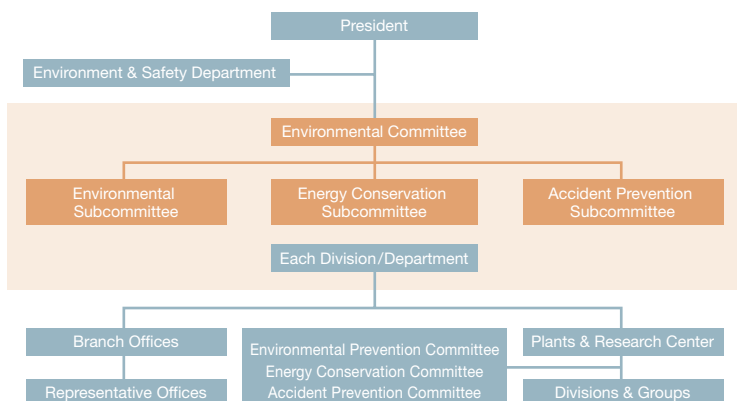 President
Environment & Safety Department
Environmental Committee
Environmental
Subcommittee
Energy Conservation
Subcommittee
Accident Prevention
Subcommittee
Each Division/Department
Branch Offices
Environmental Prevention Committee
Energy Conservation Committee
Accident Prevention Committee
Plants & Research Center
Representative Offices
Divisions & Groups